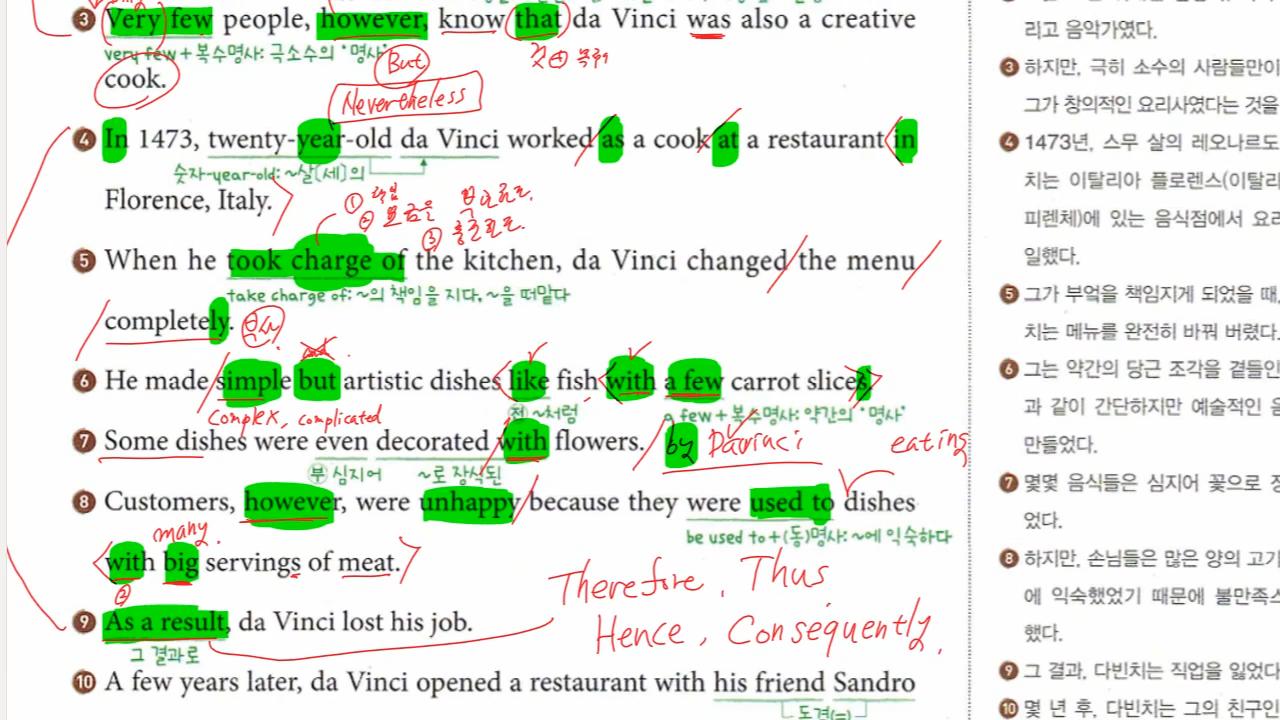 ③ Very few people, however, know that da Vinci was also a creative
very few+복수명사: 극소수의 '명사'
But
cook.
Nevertheless
④ In 1473, twenty-year-old da Vinci worked as a cook at a restaurant in
숫자-year-old: ~살[세]의
Florence, Italy.
① ② 요금을 ③
⑤ When he took charge of the kitchen, da Vinci changed the menu
take charge of: ~의 책임을 지다, ~을 떠맡다
completely.
⑥ He made simple but artistic dishes like fish with a few carrot slices.
complex, complicated
전 ~처럼
a few+복수명사: 약간의 '명사'
⑦ Some dishes were even decorated with flowers. by Davinci eating
부 심지어 ~로 장식된
⑧ Customers, however, were unhappy because they were used to dishes
be used to+(동)명사: ~에 익숙하다
many
with big servings of meat.
Therefore, Thus
②
⑨ As a result, da Vinci lost his job.
Hence, Consequently,
그 결과로
⑩ A few years later, da Vinci opened a restaurant with his friend Sandro
동격(=)
리고 음악가였다.
③ 하지만, 극히 소수의 사람들만이
그가 창의적인 요리사였다는 것을
④ 1473년, 스무 살의 레오나르도
치는 이탈리아 플로렌스(이탈리
피렌체)에 있는 음식점에서 요리
일했다.
⑤ 그가 부엌을 책임지게 되었을 때,
치는 메뉴를 완전히 바꿔 버렸다.
⑥ 그는 약간의 당근 조각을 곁들인
과 같이 간단하지만 예술적인 음
만들었다.
⑦ 몇몇 음식들은 심지어 꽃으로 장
었다.
⑧ 하지만, 손님들은 많은 양의 고기
에 익숙했었기 때문에 불만족스
했다.
⑨ 그 결과, 다빈치는 직업을 잃었다
⑩ 몇 년 후, 다빈치는 그의 친구인